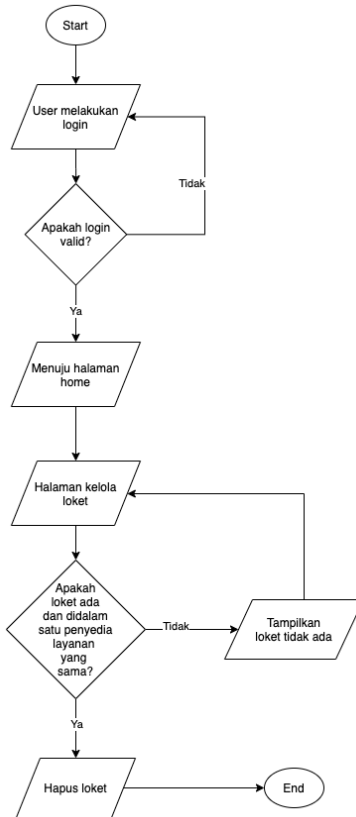 Start
User melakukan
login
Tidak
Apakah login
valid?
Ya
Menuju halaman
home
Halaman kelola
loket
Apakah
loket ada
dan didalam
satu penyedia
layanan
yang
sama?
Tidak
Tampilkan
loket tidak ada
Ya
Hapus loket
End